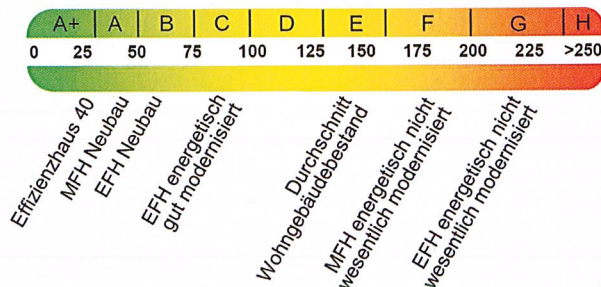 A+ A B C D E F G H
0 25 50 75 100 125 150 175 200 225 >250
Effizienzhaus 40
MFH Neubau
EFH Neubau
EFH energetisch
gut modernisiert
Durchschnitt
Wohngebäudebestand
MFH energetisch nicht
wesentlich modernisiert
EFH energetisch nicht
wesentlich modernisiert